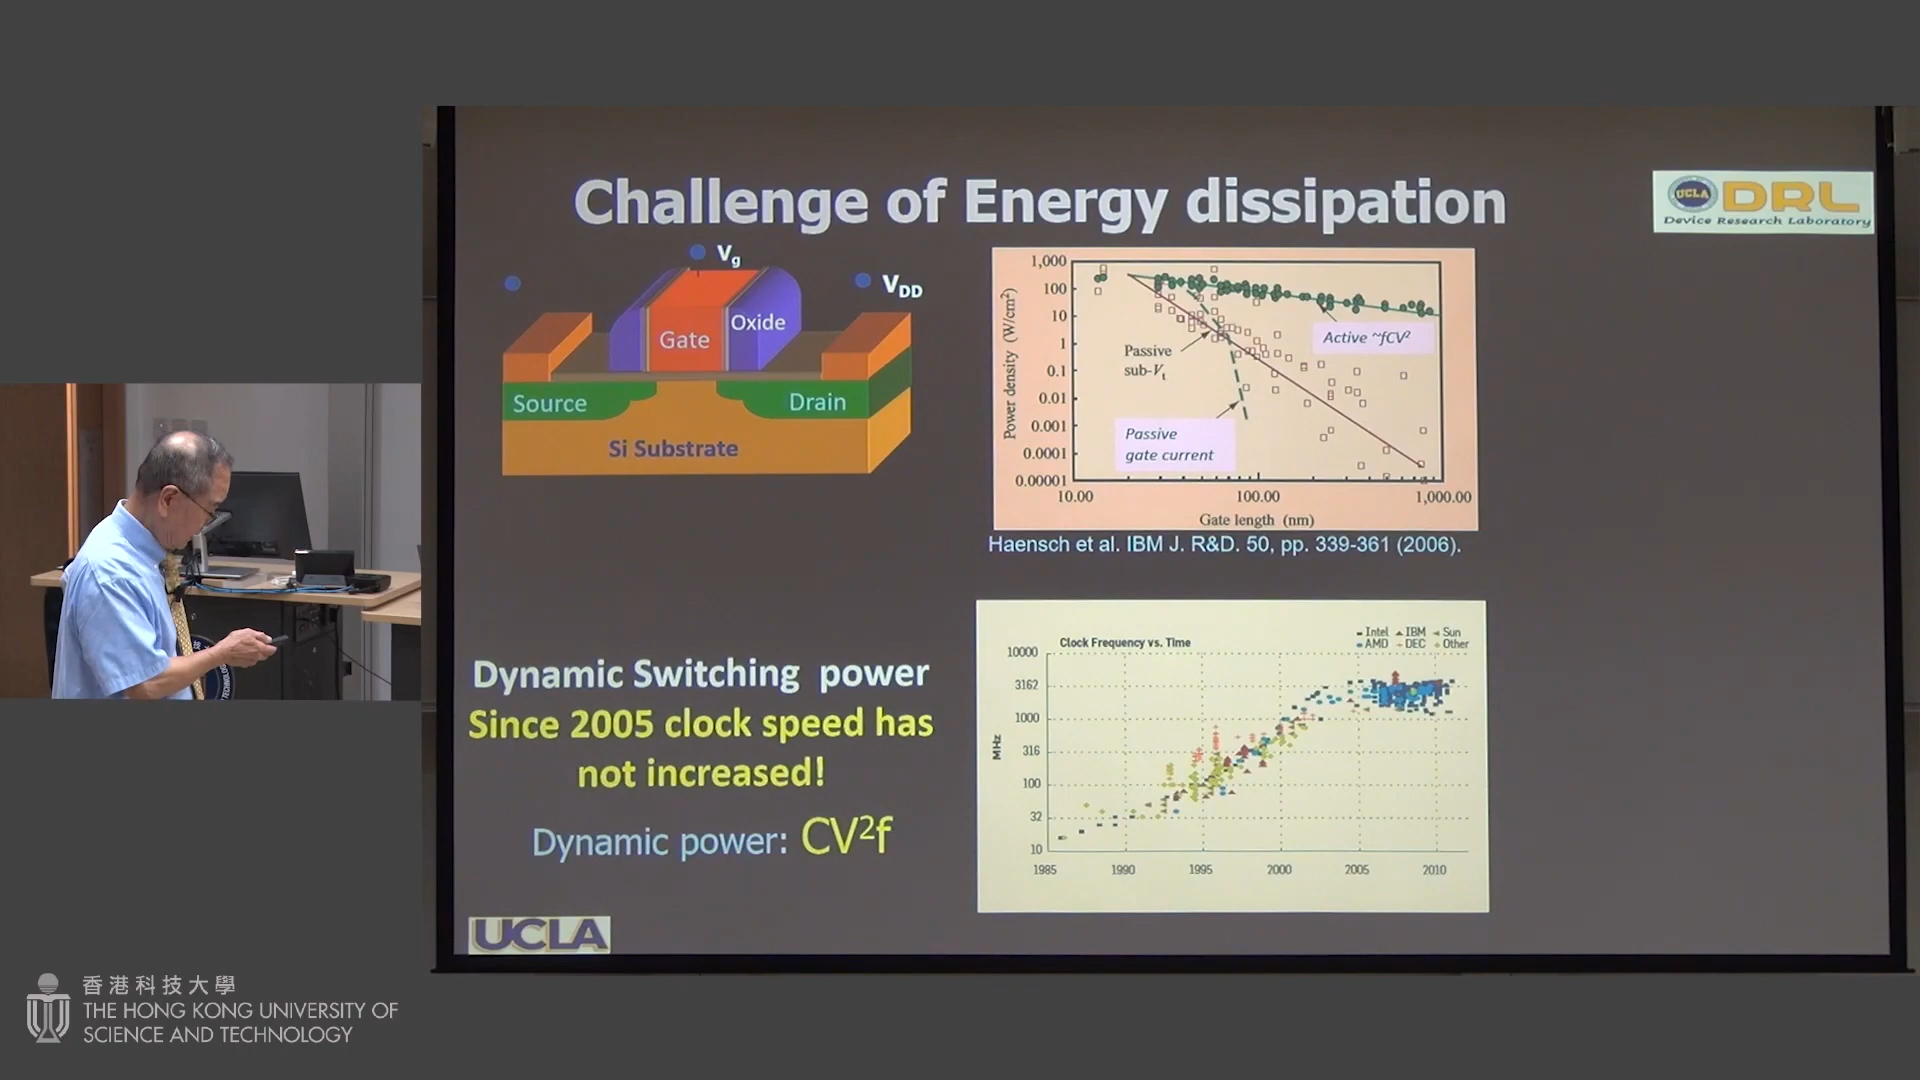 Challenge of Energy dissipation
UCLA DRL
Device Research Laboratory
Vg
VDD
Gate
Oxide
Source
Drain
Si Substrate
1,000
100
10
1
0.1
0.01
0.001
0.0001
0.00001
Power density (W/cm²)
Active ~fCV²
Passive
sub-Vt
Passive
gate current
10.00 100.00 1,000.00
Gate length (nm)
Haensch et al. IBM J. R&D. 50, pp. 339-361 (2006).
Dynamic Switching power
Since 2005 clock speed has
not increased!
Dynamic power: CV²f
Clock Frequency vs. Time
Intel IBM Sun
AMD DEC Other
10000
3162
1000
316
100
32
10
MHz
1985 1990 1995 2000 2005 2010
UCLA
香港科技大學
THE HONG KONG UNIVERSITY OF
SCIENCE AND TECHNOLOGY